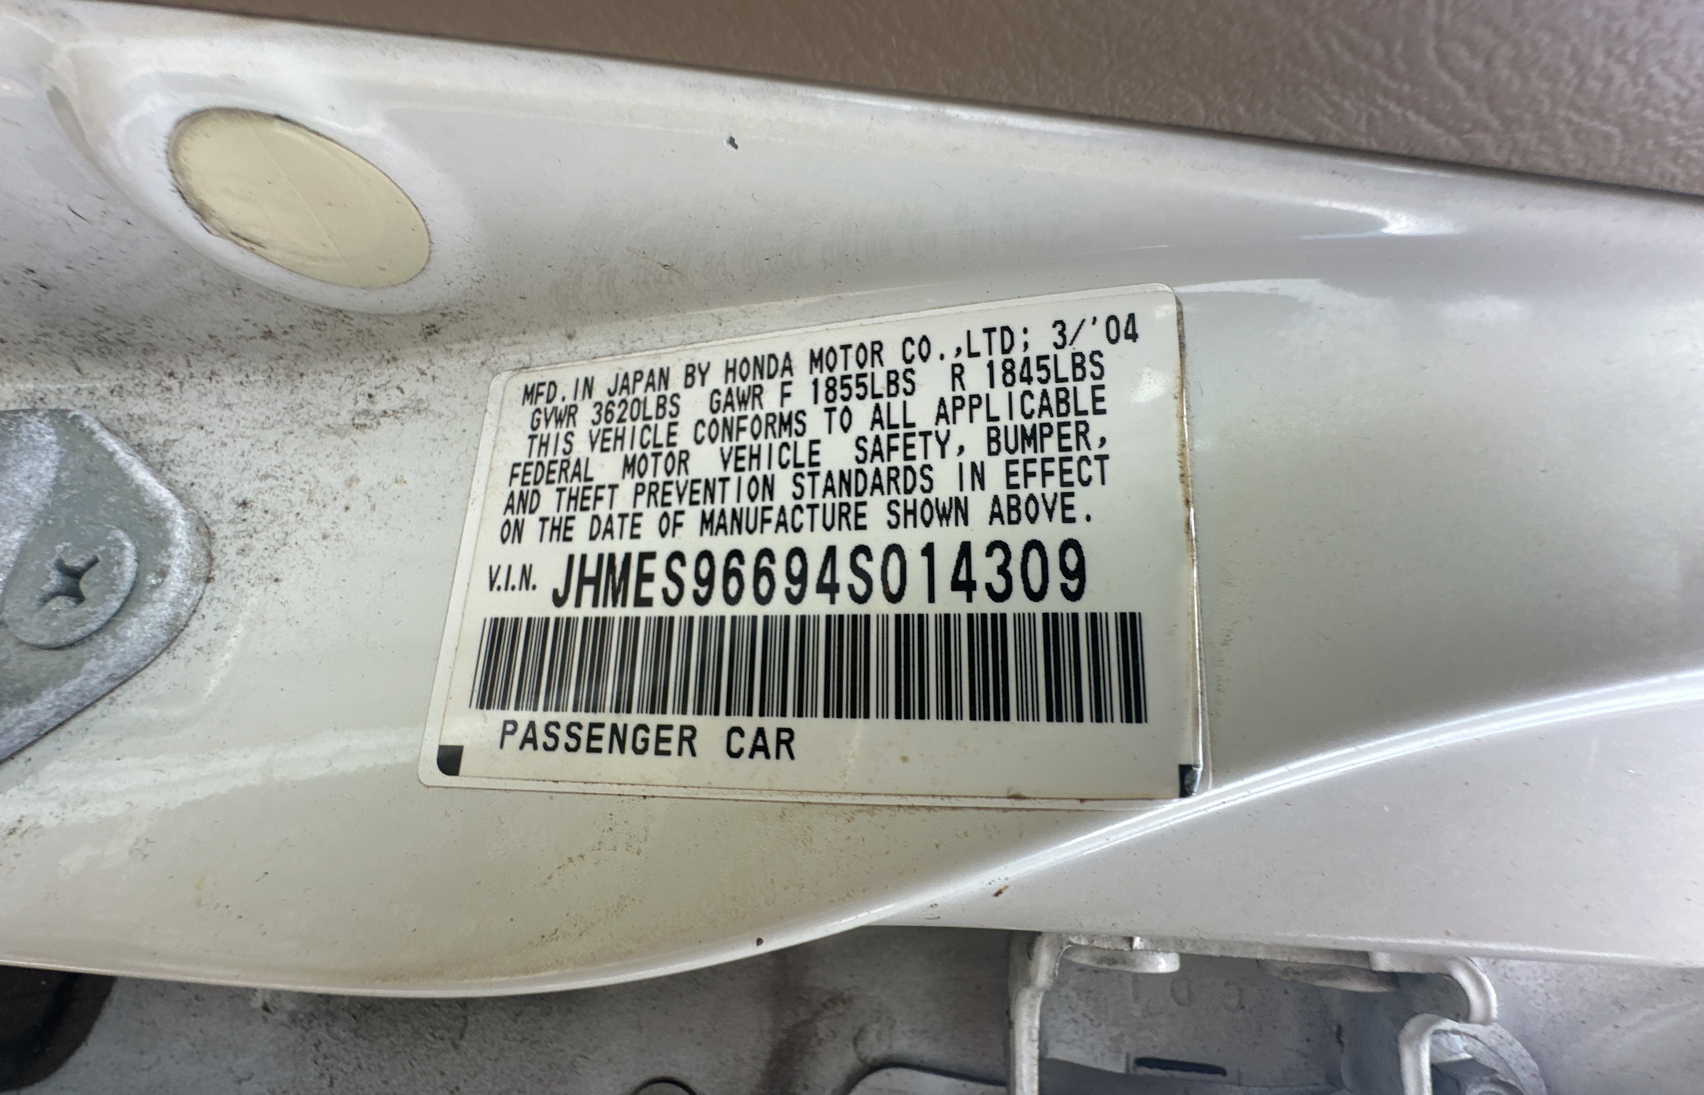 MFD. IN JAPAN BY HONDA MOTOR CO.,LTD; 3/'04
GVWR 3620LBS GAWR F 1855LBS R 1845LBS
THIS VEHICLE CONFORMS TO ALL APPLICABLE
FEDERAL MOTOR VEHICLE SAFETY, BUMPER,
AND THEFT PREVENTION STANDARDS IN EFFECT
ON THE DATE OF MANUFACTURE SHOWN ABOVE.
V.I.N. JHMES96694S014309
PASSENGER CAR